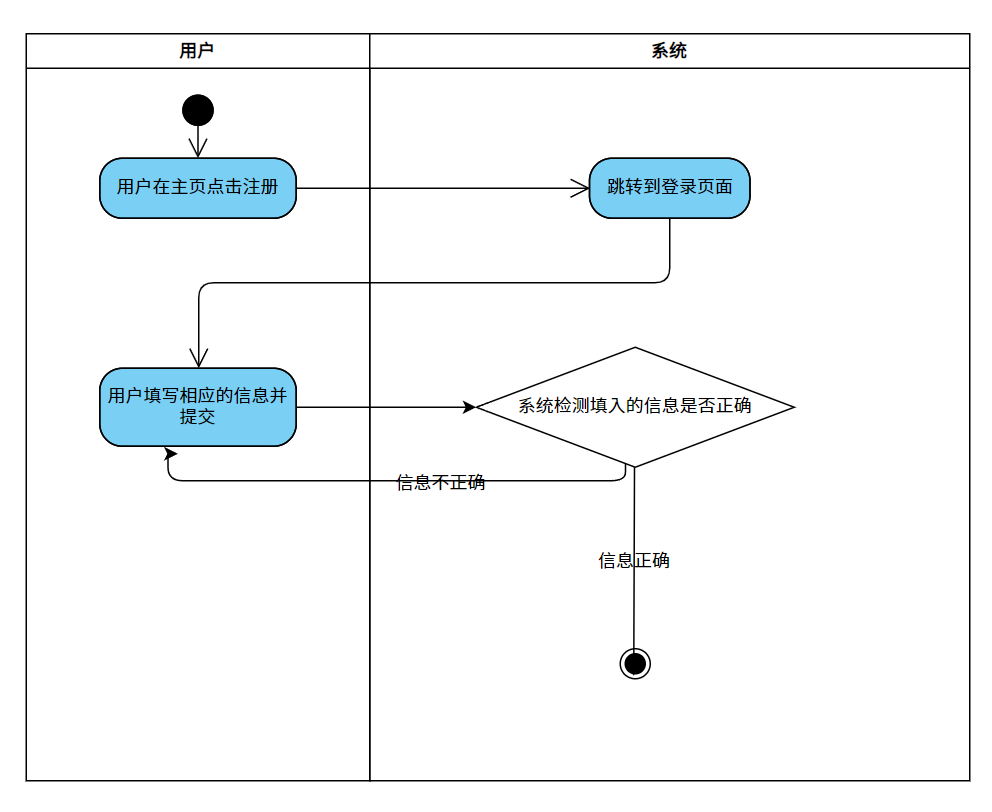 用户
系统
用户在主页点击注册
跳转到登录页面
用户填写相应的信息并
提交
系统检测填入的信息是否正确
信息不正确
信息正确